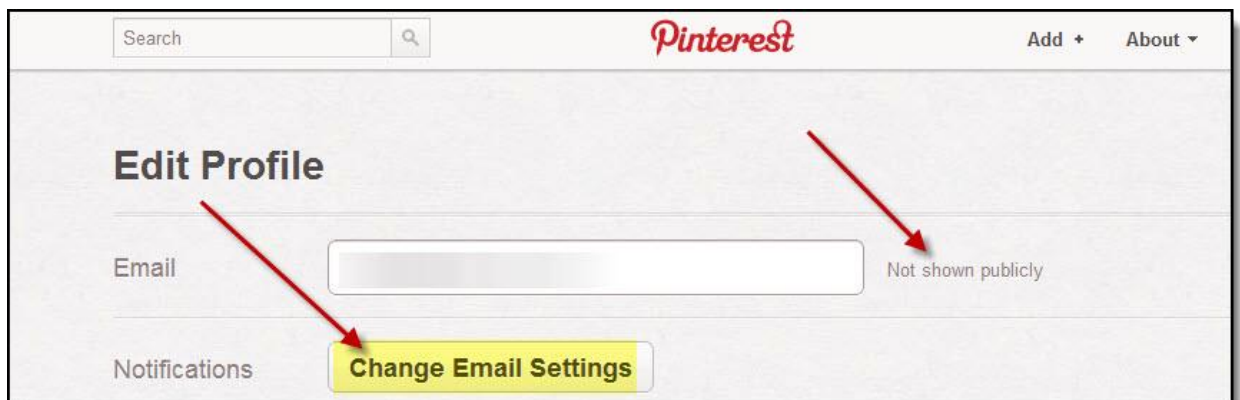 Search
Pinterest
Add +
About
Edit Profile
Email
Not shown publicly
Notifications
Change Email Settings